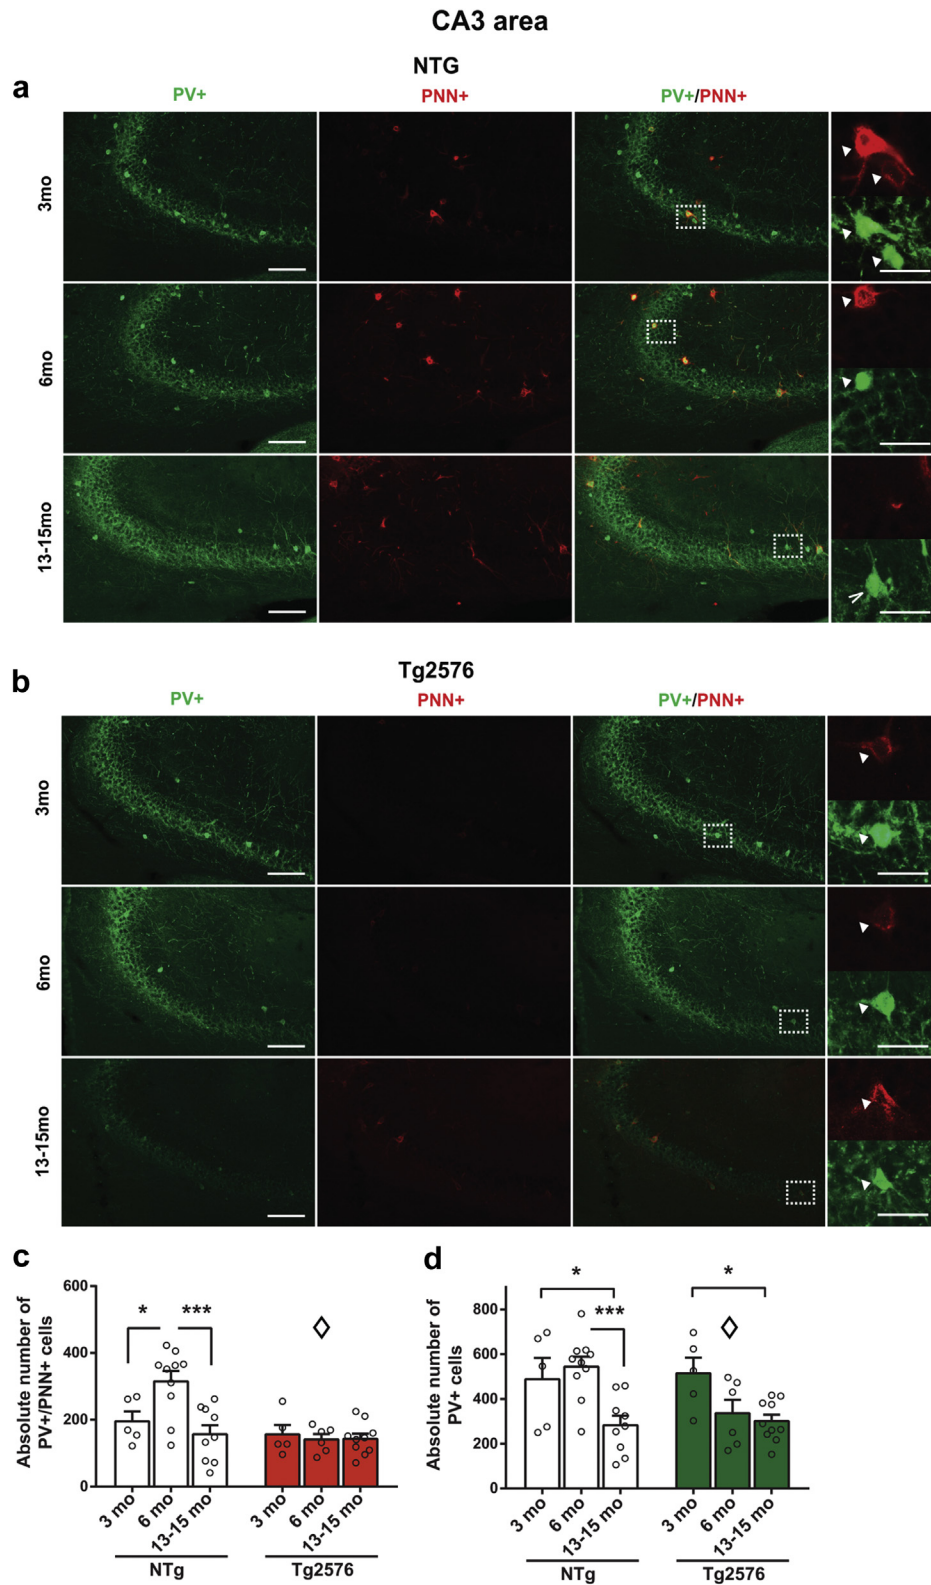 CA3 area
NTG
a
PV+ PNN+ PV+/PNN+
3mo
6mo
13-15mo
Tg2576
b
PV+ PNN+ PV+/PNN+
3mo
6mo
13-15mo
c
Absolute number of
PV+/PNN+ cells
600
400
200
0
* ***
3 mo 6 mo 13-15 mo 3 mo 6 mo 13-15 mo
NTg Tg2576
d
Absolute number of
PV+ cells
800
600
400
200
0
* *
***
3 mo 6 mo 13-15 mo 3 mo 6 mo 13-15 mo
NTg Tg2576